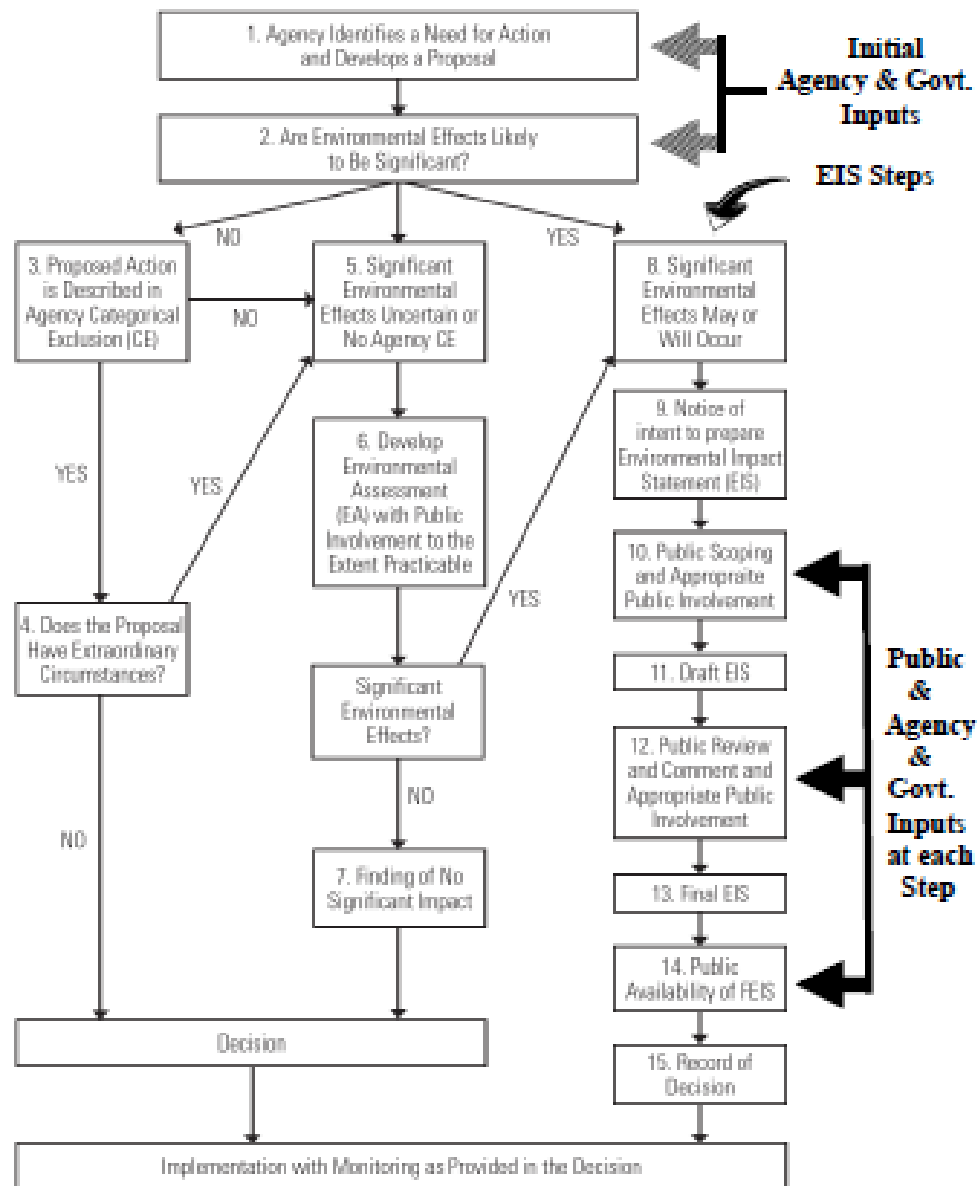 1. Agency Identifies a Need for Action
and Develops a Proposal
Initial
Agency & Govt.
Inputs
2. Are Environmental Effects Likely
to Be Significant?
EIS Steps
NO
YES
3. Proposed Action
is Described in
Agency Categorical
Exclusion (CE)
NO
5. Significant
Environmental
Effects Uncertain or
No Agency CE
8. Significant
Environmental
Effects May or
Will Occur
YES
YES
6. Develop
Environmental
Assessment
(EA) with Public
Involvement to the
Extent Practicable
9. Notice of
intent to prepare
Environmental Impact
Statement (EIS)
YES
10. Public Scoping
and Appropraite
Public Involvement
4. Does the Proposal
Have Extraordinary
Circumstances?
Significant
Environmental
Effects?
11. Draft EIS
12. Public Review
and Comment and
Appropriate Public
Involvement
Public
&
Agency
&
Govt.
Inputs
at each
Step
NO
NO
7. Finding of No
Significant Impact
13. Final EIS
14. Public
Availability of FEIS
Decision
15. Record of
Decision
Implementation with Monitoring as Provided in the Decision